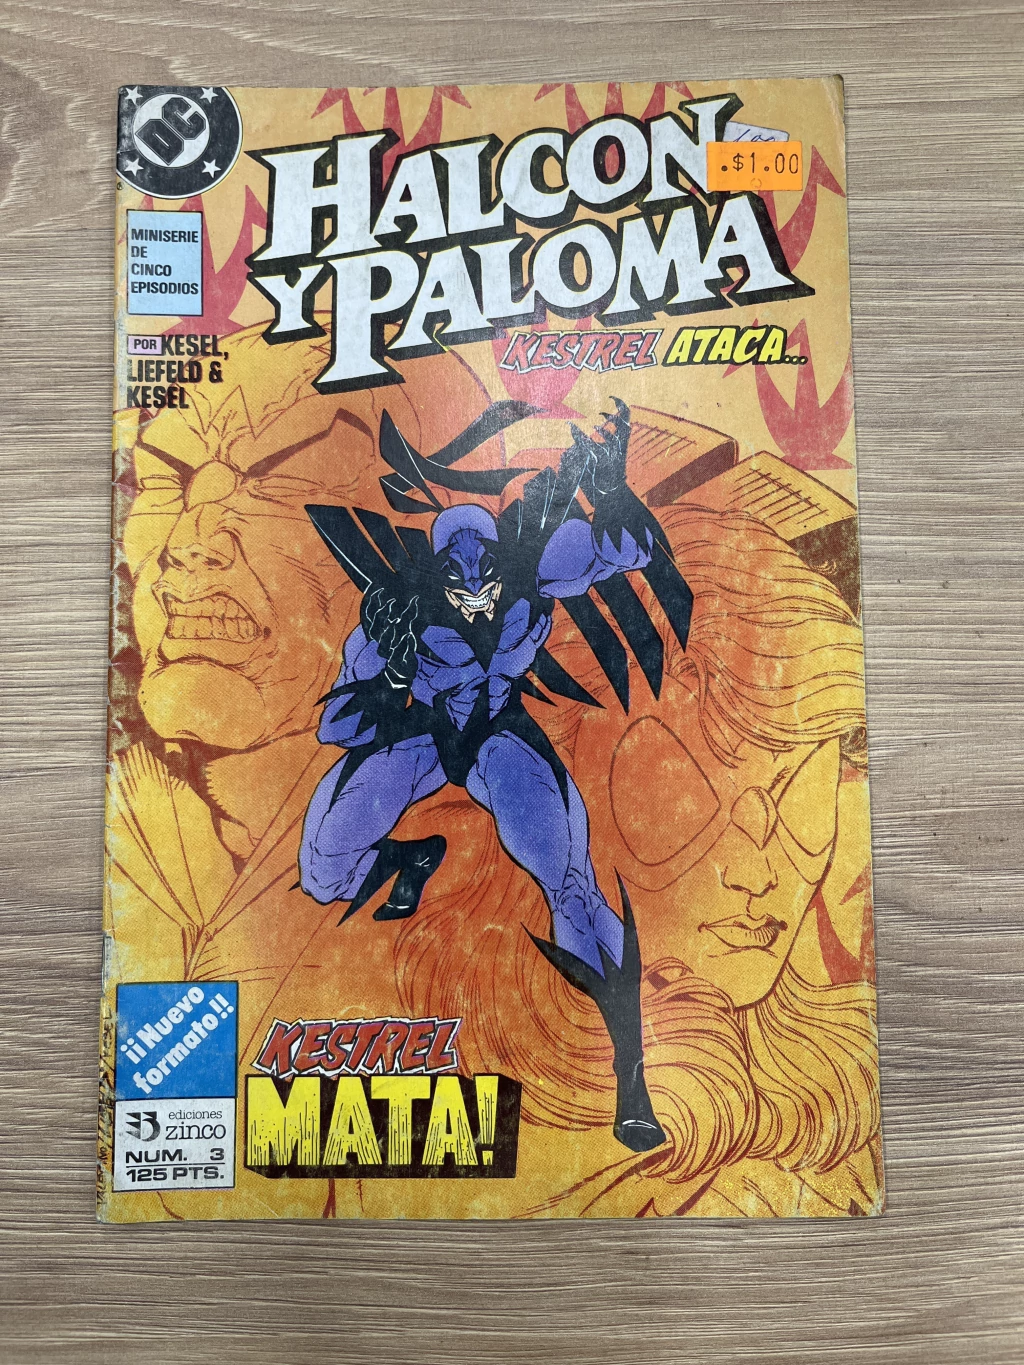 DC
HALCON
Y PALOMA
.$1.00
MINISERIE
DE
CINCO
EPISODIOS
KESTREL ATACA...
POR KESEL,
LIEFELD &
KESEL
¡¡Nuevo
formato!!
KESTREL
MATA!
ediciones
zinco
NUM. 3
125 PTS.